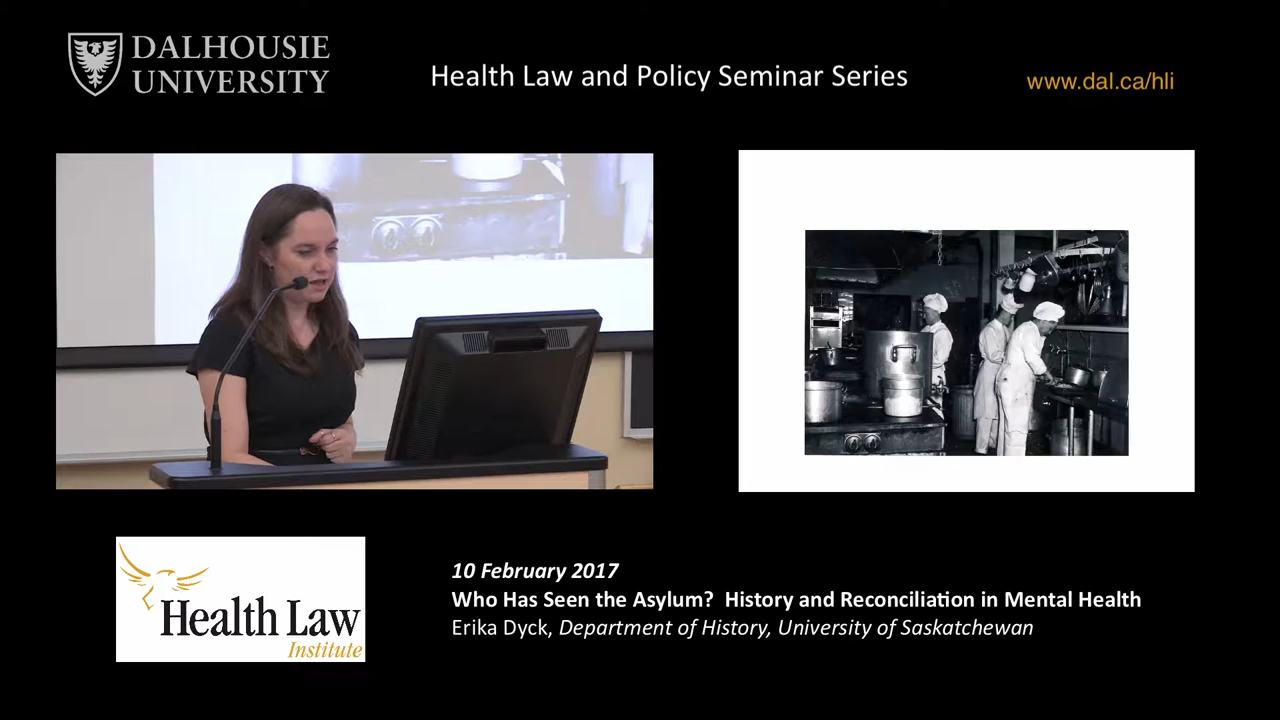 DALHOUSIE
UNIVERSITY
Health Law and Policy Seminar Series
www.dal.ca/hli
Health Law
Institute
10 February 2017
Who Has Seen the Asylum? History and Reconciliation in Mental Health
Erika Dyck, Department of History, University of Saskatchewan